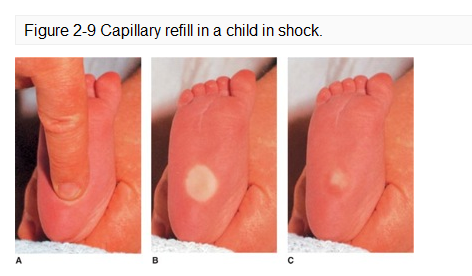 Figure 2-9 Capillary refill in a child in shock.
A
B
C